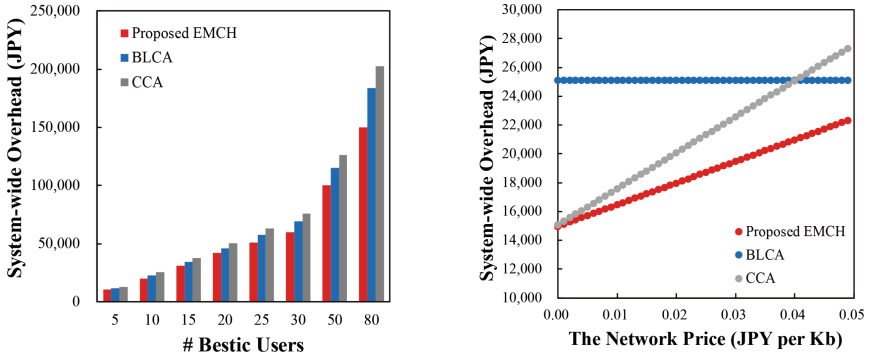 System-wide Overhead (JPY)
250,000
200,000
150,000
100,000
50,000
0
Proposed EMCH
BLCA
CCA
5 10 15 20 25 30 50 80
# Bestic Users
System-wide Overhead (JPY)
30,000
28,000
26,000
24,000
22,000
20,000
18,000
16,000
14,000
12,000
10,000
Proposed EMCH
BLCA
CCA
0.00 0.01 0.02 0.03 0.04 0.05
The Network Price (JPY per Kb)